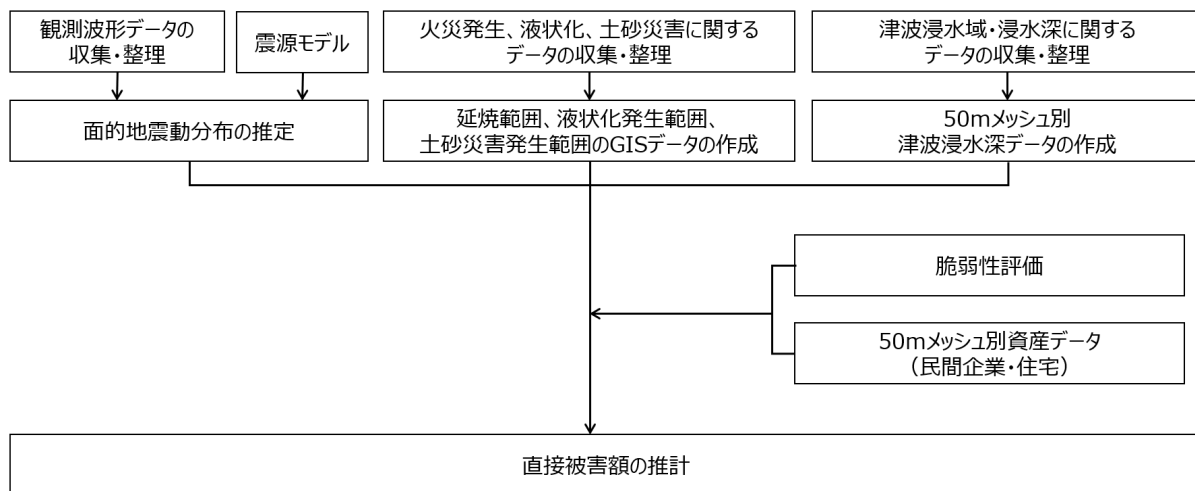 観測波形データの
収集・整理
震源モデル
火災発生、液状化、土砂災害に関する
データの収集・整理
津波浸水域・浸水深に関する
データの収集・整理
面的地震動分布の推定
延焼範囲、液状化発生範囲、
土砂災害発生範囲のGISデータの作成
50mメッシュ別
津波浸水深データの作成
脆弱性評価
50mメッシュ別資産データ
（民間企業・住宅）
直接被害額の推計